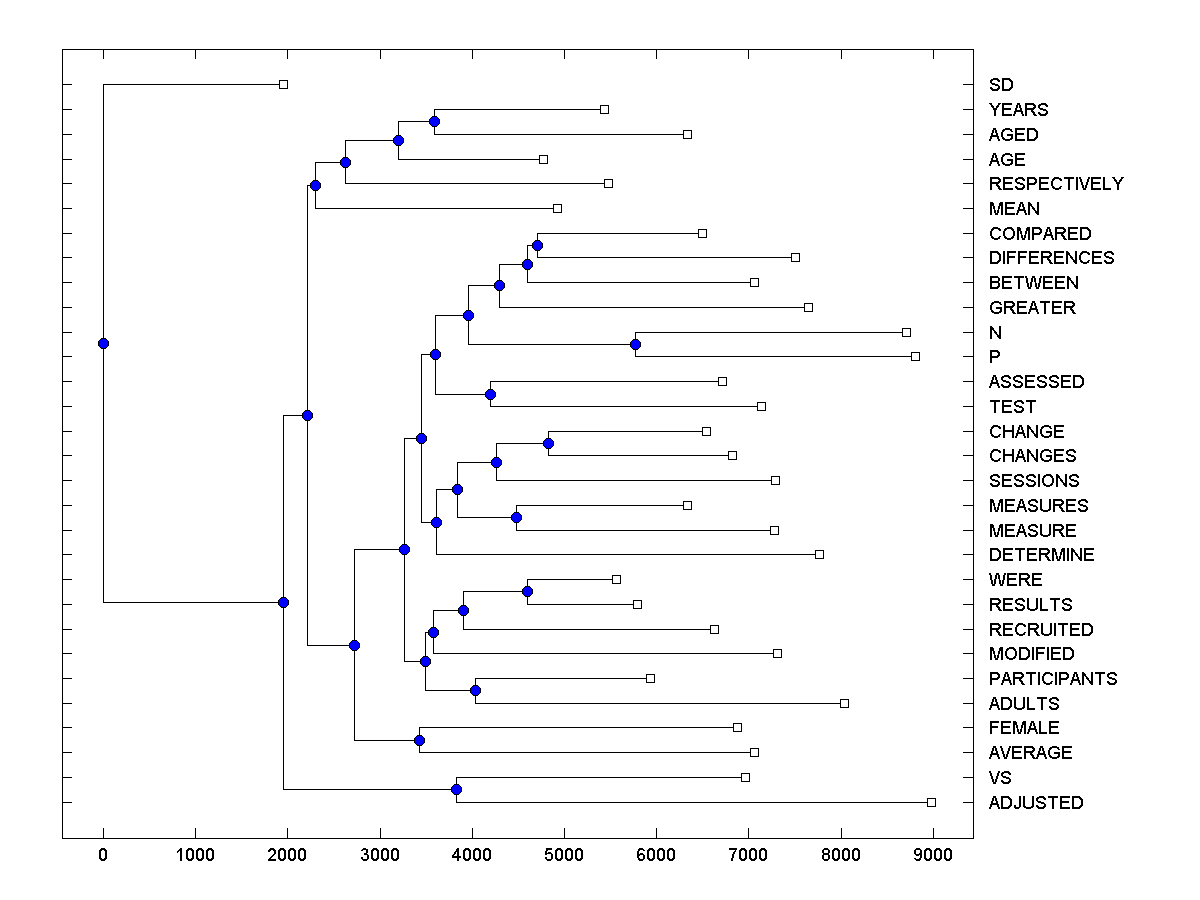 SD
YEARS
AGED
AGE
RESPECTIVELY
MEAN
COMPARED
DIFFERENCES
BETWEEN
GREATER
N
P
ASSESSED
TEST
CHANGE
CHANGES
SESSIONS
MEASURES
MEASURE
DETERMINE
WERE
RESULTS
RECRUITED
MODIFIED
PARTICIPANTS
ADULTS
FEMALE
AVERAGE
VS
ADJUSTED
0 1000 2000 3000 4000 5000 6000 7000 8000 9000